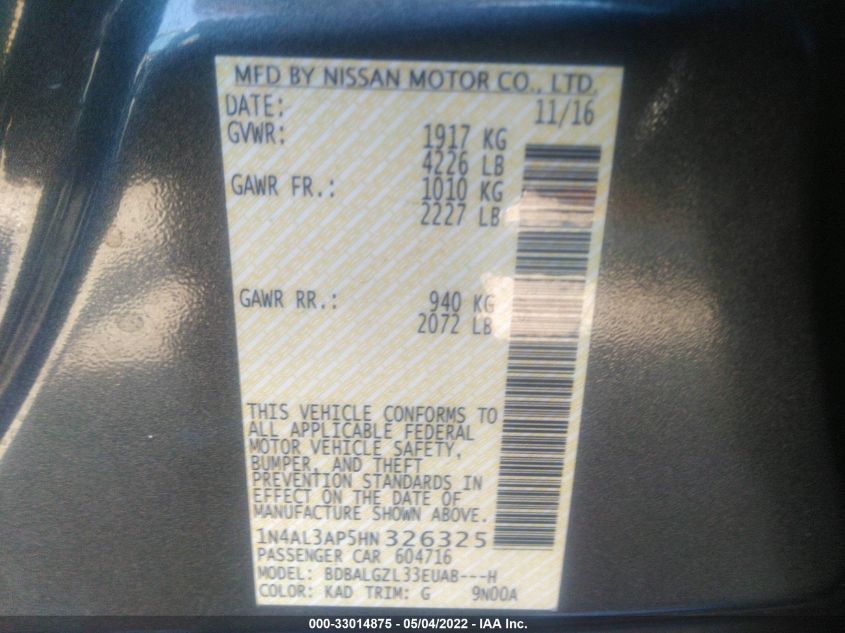 MFD BY NISSAN MOTOR CO., LTD.
DATE: 11/16
GVWR: 1917 KG
4226 LB
GAWR FR.: 1010 KG
2227 LB
GAWR RR.: 940 KG
2072 LB
THIS VEHICLE CONFORMS TO
ALL APPLICABLE FEDERAL
MOTOR VEHICLE SAFETY,
BUMPER, AND THEFT
PREVENTION STANDARDS IN
EFFECT ON THE DATE OF
MANUFACTURE SHOWN ABOVE.
1N4AL3AP5HN 326325
PASSENGER CAR 604716
MODEL: BDBALGZL33EUAB---H
COLOR: KAD TRIM: G 9N00A
000-33014875 - 05/04/2022 - IAA Inc.